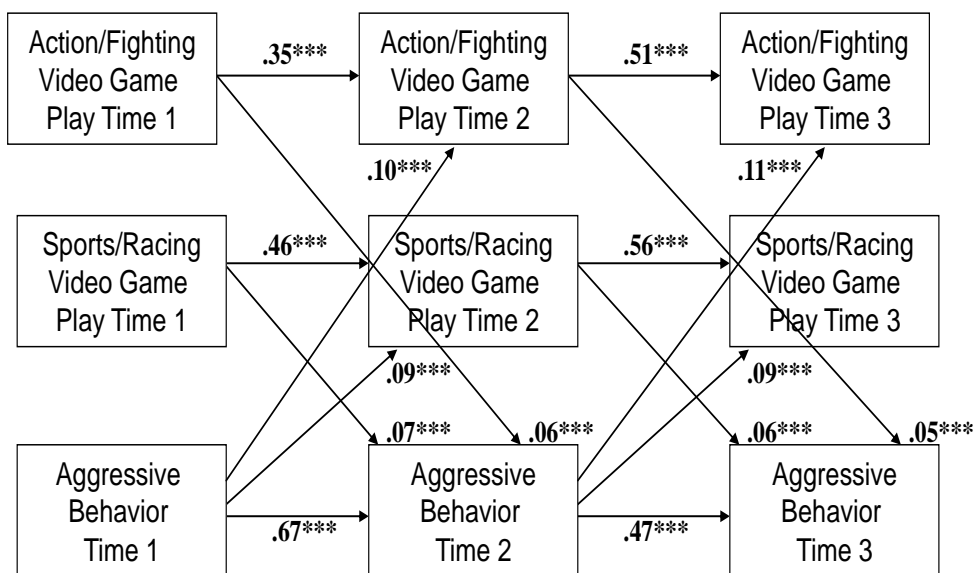 Action/Fighting
Video Game
Play Time 1
.35***
Action/Fighting
Video Game
Play Time 2
.51***
Action/Fighting
Video Game
Play Time 3
.10***
.11***
Sports/Racing
Video Game
Play Time 1
.46***
Sports/Racing
Video Game
Play Time 2
.56***
Sports/Racing
Video Game
Play Time 3
.09***
.09***
.07***
.06***
.06***
.05***
Aggressive
Behavior
Time 1
.67***
Aggressive
Behavior
Time 2
.47***
Aggressive
Behavior
Time 3